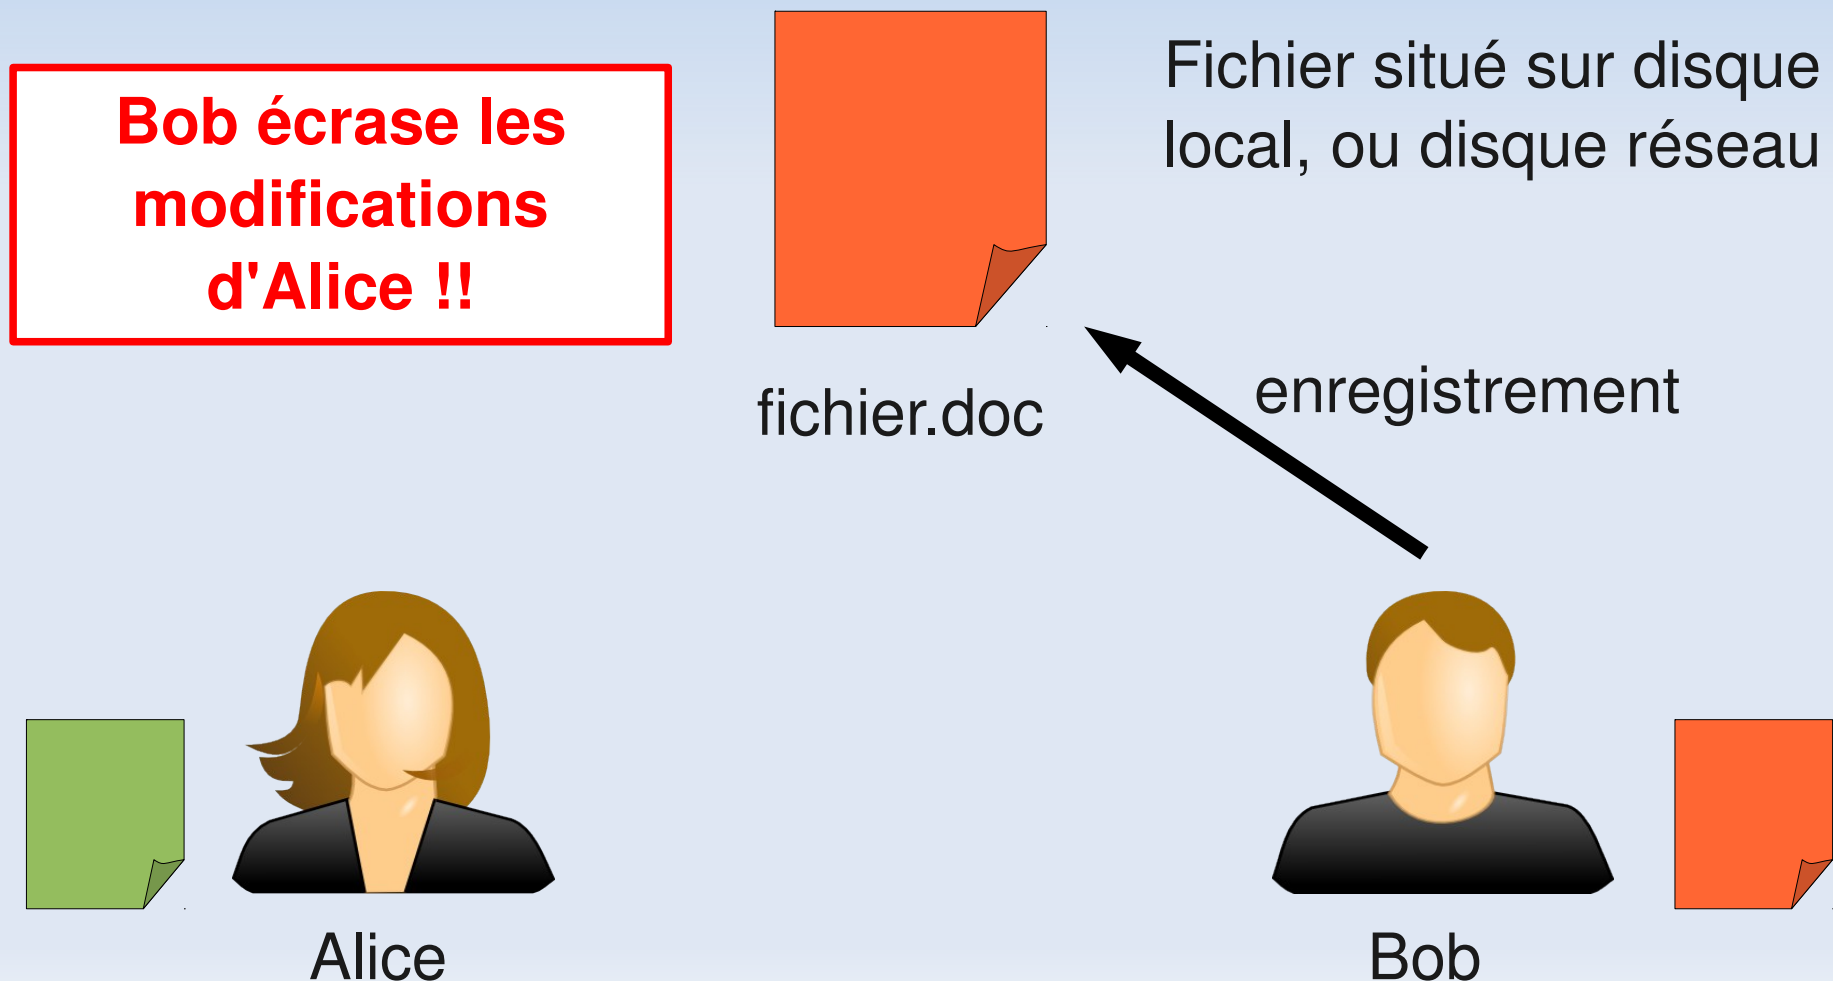 Bob écrase les
modifications
d'Alice !!
Fichier situé sur disque
local, ou disque réseau
fichier.doc
enregistrement
Alice
Bob